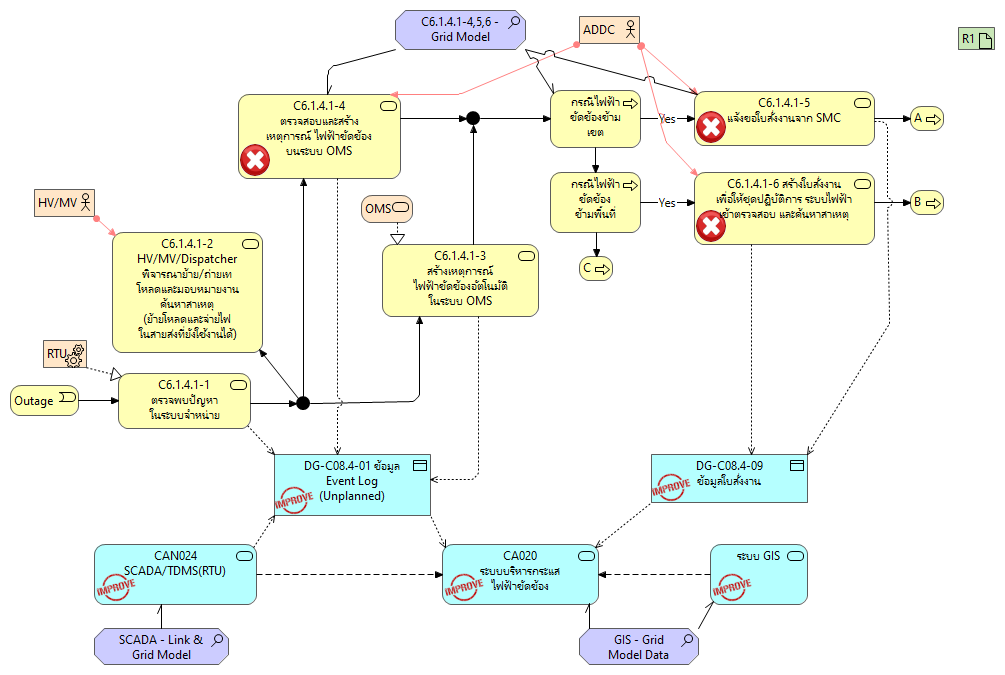 C6.1.4.1-4,5,6 -
Grid Model
ADDC
R1
C6.1.4.1-4
ตรวจสอบและสร้าง
เหตุการณ์ ไฟฟ้าขัดข้อง
บนระบบ OMS
กรณีไฟฟ้า
ขัดข้องข้าม
เขต
Yes
C6.1.4.1-5
แจ้งขอใบสั่งงานจาก SMC
A
กรณีไฟฟ้า
ขัดข้อง
ข้ามพื้นที่
Yes
C6.1.4.1-6 สร้างใบสั่งงาน
เพื่อให้ชุดปฏิบัติการ ระบบไฟฟ้า
เข้าตรวจสอบ และค้นหาสาเหตุ
B
C
HV/MV
OMS
C6.1.4.1-2
HV/MV/Dispatcher
พิจารณาย้าย/ถ่ายเท
โหลดและมอบหมายงาน
ค้นหาสาเหตุ
(ย้ายโหลดและจ่ายไฟ
ในสายส่งที่ยังใช้งานได้)
C6.1.4.1-3
สร้างเหตุการณ์
ไฟฟ้าขัดข้องอัตโนมัติ
ในระบบ OMS
RTU
Outage
C6.1.4.1-1
ตรวจพบปัญหา
ในระบบจำหน่าย
DG-C08.4-01 ข้อมูล
Event Log
(Unplanned)
IMPROVE
DG-C08.4-09
ข้อมูลใบสั่งงาน
IMPROVE
CAN024
SCADA/TDMS(RTU)
IMPROVE
CA020
ระบบบริหารกระแส
ไฟฟ้าขัดข้อง
IMPROVE
ระบบ GIS
IMPROVE
SCADA - Link &
Grid Model
GIS - Grid
Model Data